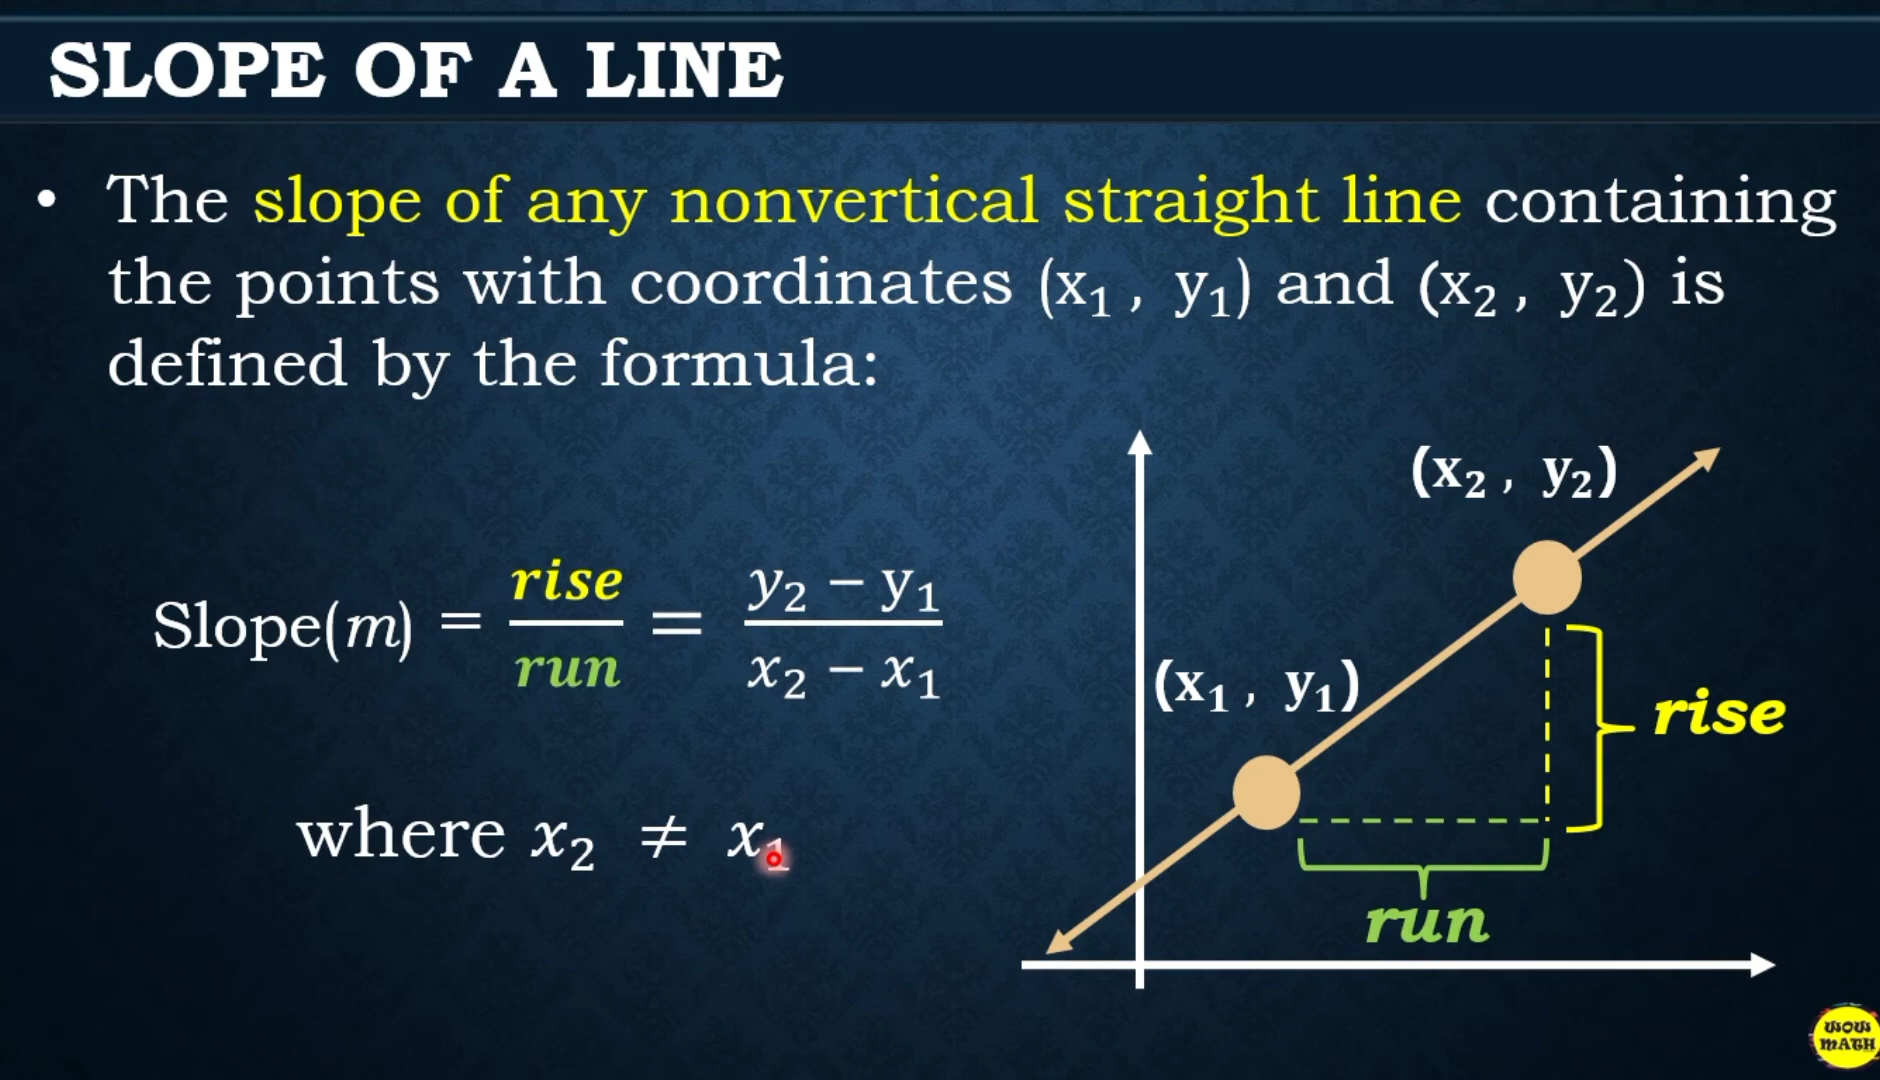 SLOPE OF A LINE
• The slope of any nonvertical straight line containing
the points with coordinates (x₁ , y₁) and (x₂ , y₂) is
defined by the formula:
Slope(m) = rise/run = y₂ − y₁/x₂ − x₁
where x₂ ≠ x₁
(x₂ , y₂)
(x₁ , y₁)
rise
run
WOW
MATH